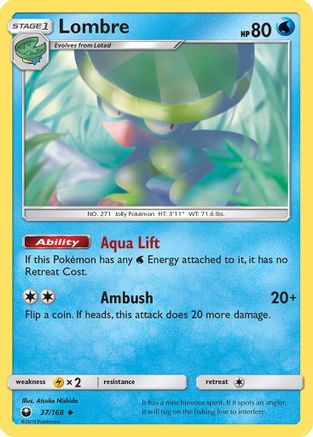 STAGE 1
Lombre
HP 80
Evolves from Lotad
NO. 271 Jolly Pokémon HT: 3'11" WT: 71.6 lbs.
Ability Aqua Lift
If this Pokémon has any Energy attached to it, it has no
Retreat Cost.
Ambush 20+
Flip a coin. If heads, this attack does 20 more damage.
weakness ×2 resistance retreat
Illus. Atsuko Nishida
37/168
©2018 Pokémon
It has a mischievous spirit. If it spots an angler,
it will tug on the fishing line to interfere.